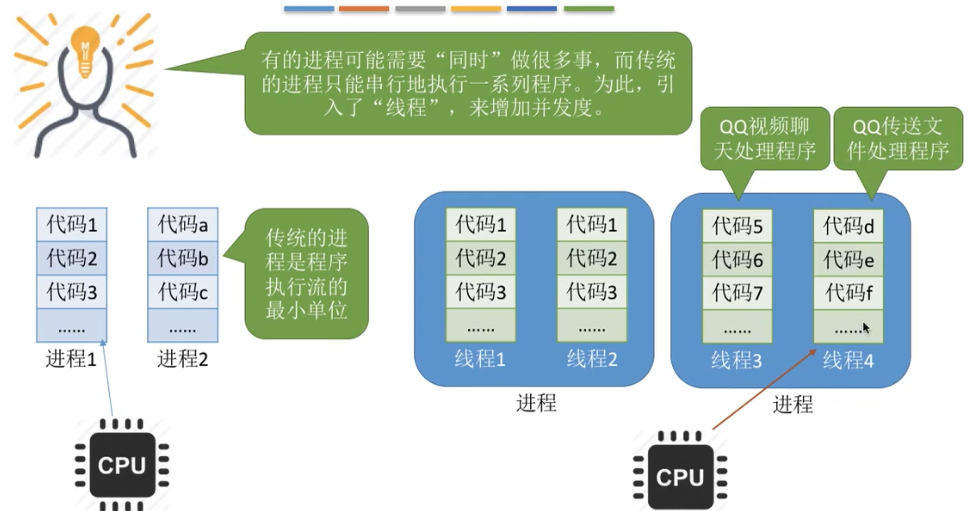 有的进程可能需要“同时”做很多事，而传统
的进程只能串行地执行一系列程序。为此，引
入了“线程”，来增加并发度。
QQ视频聊
天处理程序
QQ传送文
件处理程序
代码1
代码2
代码3
......
进程1
代码a
代码b
代码c
......
进程2
传统的进
程是程序
执行流的
最小单位
代码1
代码2
代码3
......
线程1
代码1
代码2
代码3
......
线程2
进程
代码5
代码6
代码7
......
线程3
代码d
代码e
代码f
......
线程4
进程
CPU
CPU